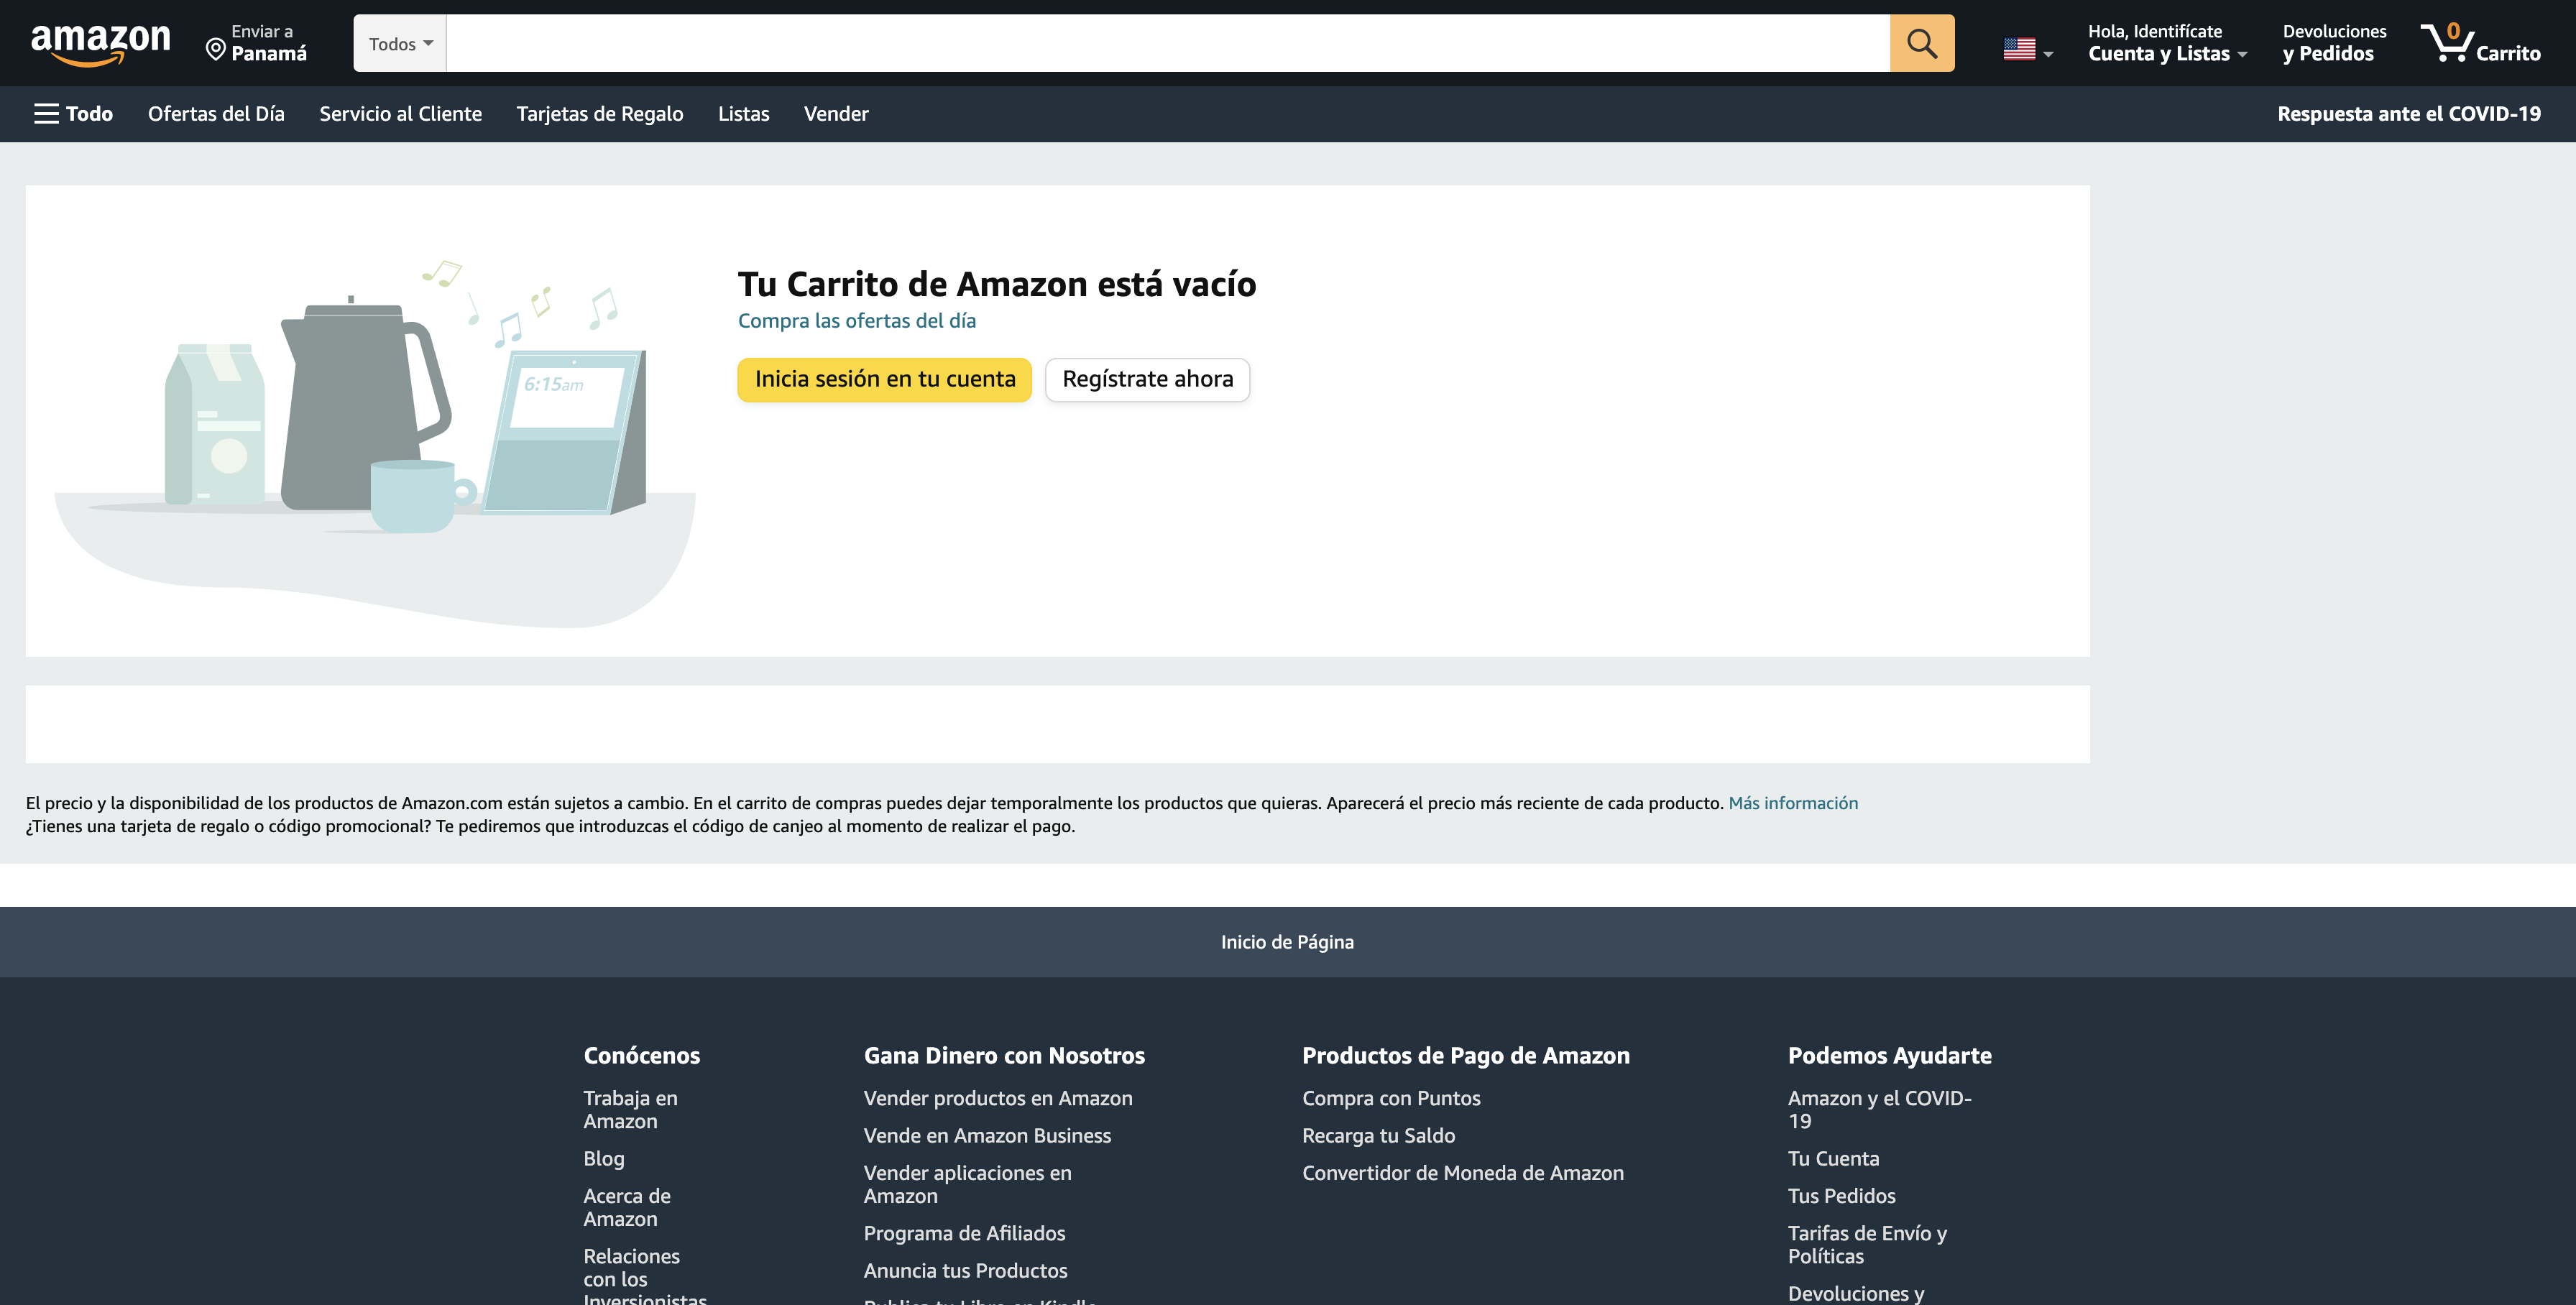 amazon
Enviar a
Panamá
Todos
Hola, Identifícate
Cuenta y Listas
Devoluciones
y Pedidos
0
Carrito
Todo
Ofertas del Día
Servicio al Cliente
Tarjetas de Regalo
Listas
Vender
Respuesta ante el COVID-19
6:15am
Tu Carrito de Amazon está vacío
Compra las ofertas del día
Inicia sesión en tu cuenta
Regístrate ahora
El precio y la disponibilidad de los productos de Amazon.com están sujetos a cambio. En el carrito de compras puedes dejar temporalmente los productos que quieras. Aparecerá el precio más reciente de cada producto. Más información
¿Tienes una tarjeta de regalo o código promocional? Te pediremos que introduzcas el código de canjeo al momento de realizar el pago.
Inicio de Página
Conócenos
Trabaja en
Amazon
Blog
Acerca de
Amazon
Relaciones
con los
Inversionistas
Gana Dinero con Nosotros
Vender productos en Amazon
Vende en Amazon Business
Vender aplicaciones en
Amazon
Programa de Afiliados
Anuncia tus Productos
Publica tu Libro en Kindle
Productos de Pago de Amazon
Compra con Puntos
Recarga tu Saldo
Convertidor de Moneda de Amazon
Podemos Ayudarte
Amazon y el COVID-
19
Tu Cuenta
Tus Pedidos
Tarifas de Envío y
Políticas
Devoluciones y